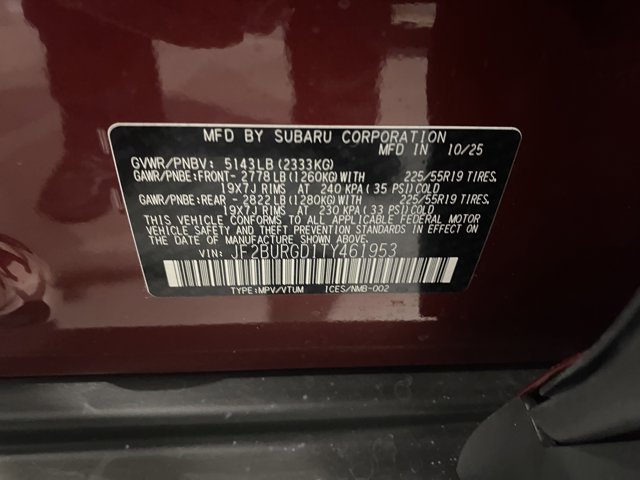 MFD BY SUBARU CORPORATION
MFD IN 10/25
GVWR/PNBV: 5143LB(2333KG)
GAWR/PNBE:FRONT- 2778LB(1260KG)WITH 225/55R19 TIRES,
19X7J RIMS AT 240 KPA(35 PSI)COLD
GAWR/PNBE:REAR - 2822LB(1280KG)WITH 225/55R19 TIRES,
19X7J RIMS AT 230 KPA(33 PSI)COLD
THIS VEHICLE CONFORMS TO ALL APPLICABLE FEDERAL MOTOR
VEHICLE SAFETY AND THEFT PREVENTION STANDARDS IN EFFECT ON
THE DATE OF MANUFACTURE SHOWN ABOVE.
VIN: JF2BURGD1TY461953
TYPE:MPV/VTUM ICES/NMB-002